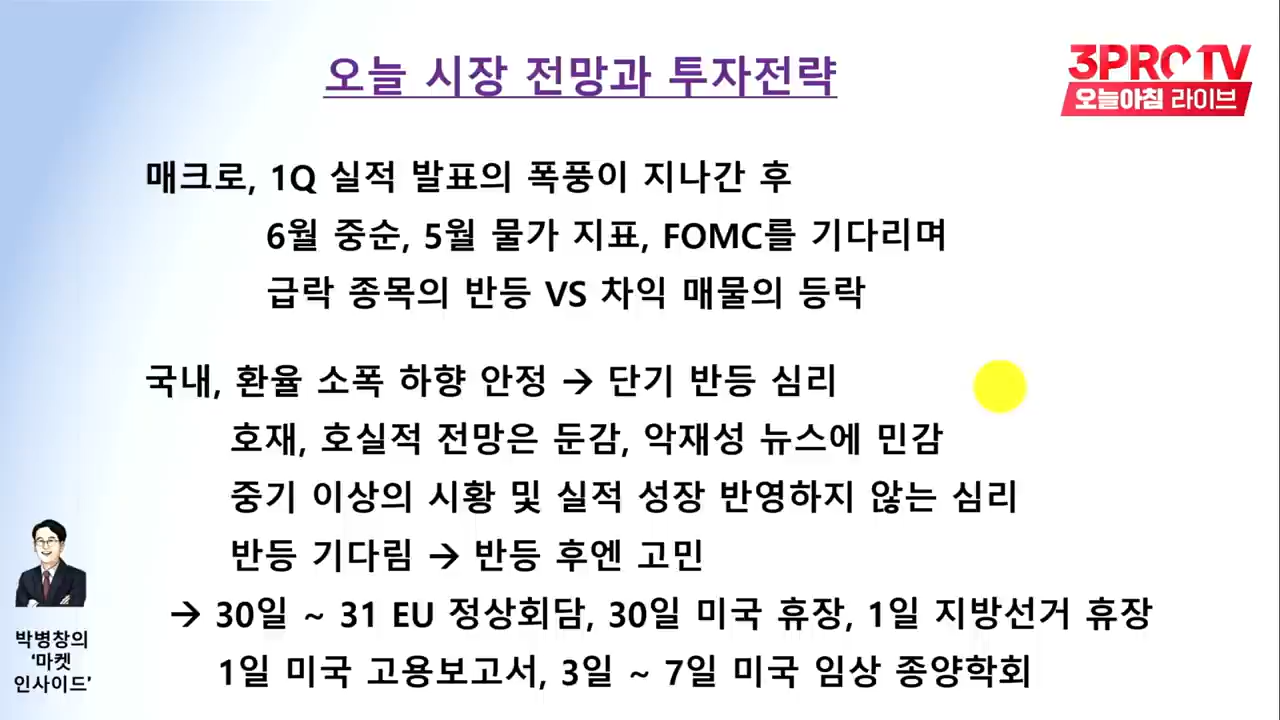 오늘 시장 전망과 투자전략
3PRO TV
오늘아침 라이브
매크로, 1Q 실적 발표의 폭풍이 지나간 후
6월 중순, 5월 물가 지표, FOMC를 기다리며
급락 종목의 반등 VS 차익 매물의 등락
국내, 환율 소폭 하향 안정 → 단기 반등 심리
호재, 호실적 전망은 둔감, 악재성 뉴스에 민감
중기 이상의 시황 및 실적 성장 반영하지 않는 심리
반등 기다림 → 반등 후엔 고민
→ 30일 ~ 31 EU 정상회담, 30일 미국 휴장, 1일 지방선거 휴장
1일 미국 고용보고서, 3일 ~ 7일 미국 임상 종양학회
박병창의
‘마켓
인사이드’